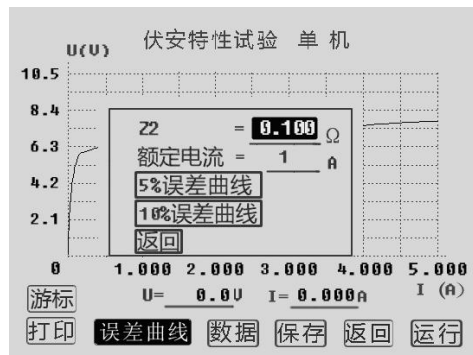 伏安特性试验 单机
U(V)
10.5
8.4
6.3
4.2
2.1
0 1.000 2.000 3.000 4.000 5.000
I (A)
Z2 = 0.100 Ω
额定电流 = 1 A
5%误差曲线
10%误差曲线
返回
游标 U= 0.0V I= 0.000A
打印 误差曲线 数据 保存 返回 运行